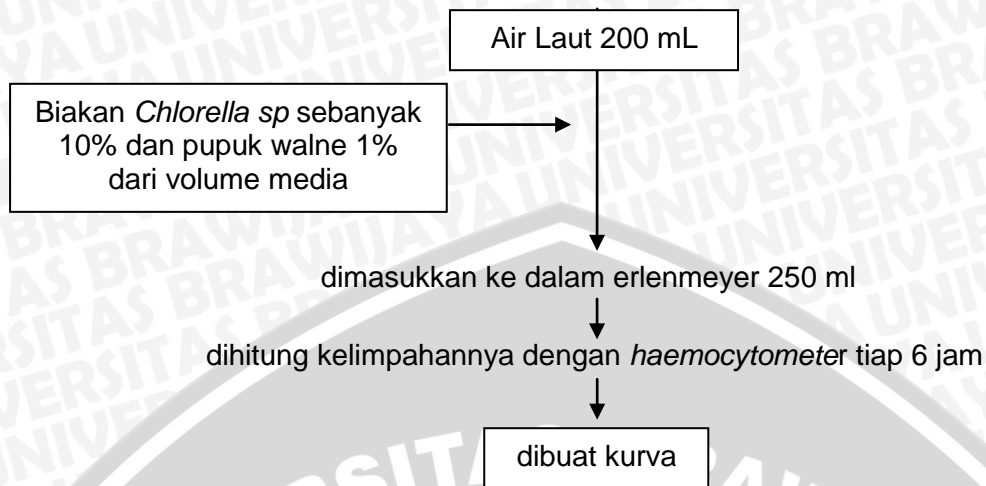 Air Laut 200 mL
Biakan Chlorella sp sebanyak
10% dan pupuk walne 1%
dari volume media
dimasukkan ke dalam erlenmeyer 250 ml
dihitung kelimpahannya dengan haemocytometer tiap 6 jam
dibuat kurva